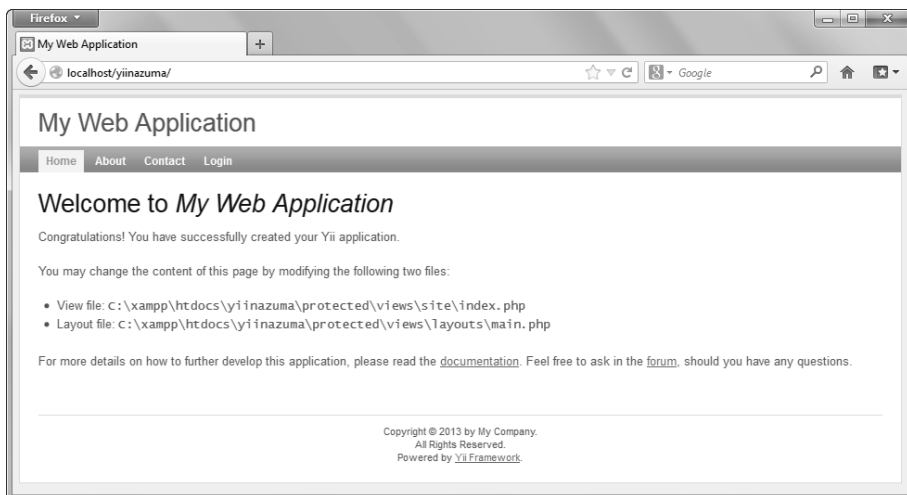 Firefox
My Web Application
localhost/yiinazuma/
Google
My Web Application
Home About Contact Login
Welcome to My Web Application
Congratulations! You have successfully created your Yii application.
You may change the content of this page by modifying the following two files:
• View file: C:\xampp\htdocs\yiinazuma\protected\views\site\index.php
• Layout file: C:\xampp\htdocs\yiinazuma\protected\views\layouts\main.php
For more details on how to further develop this application, please read the documentation. Feel free to ask in the forum, should you have any questions.
Copyright © 2013 by My Company.
All Rights Reserved.
Powered by Yii Framework.